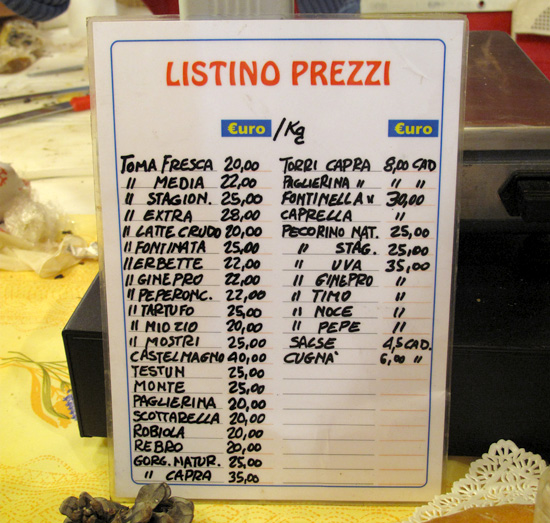 LISTINO PREZZI
€uro /Kg €uro
TOMA FRESCA 20,00
" MEDIA 22,00
" STAGION. 25,00
" EXTRA 28,00
" LATTE CRUDO 20,00
" FONTINATA 25,00
" ERBETTE 22,00
" GINEPRO 22,00
" PEPERONC. 22,00
" TARTUFO 25,00
" MIOZIO 20,00
" MOSTRI 25,00
CASTELMAGNO 40,00
TESTUN 25,00
MONTE 25,00
PAGLIERINA 20,00
SCOTTARELLA 20,00
ROBIOLA 20,00
REBRO 20,00
GORG. NATUR. 25,00
" CAPRA 35,00
TORRI CAPRA 8,00 CAD
PAGLIERINA " " "
FONTINELLA " 30,00
CAPRELLA "
PECORINO NAT. 25,00
" STAG. 25,00
" UVA 35,00
" GINEPRO "
" TIMO "
" NOCE "
" PEPE "
SALSE 4,5 CAD.
CUGNA' 6,00 "